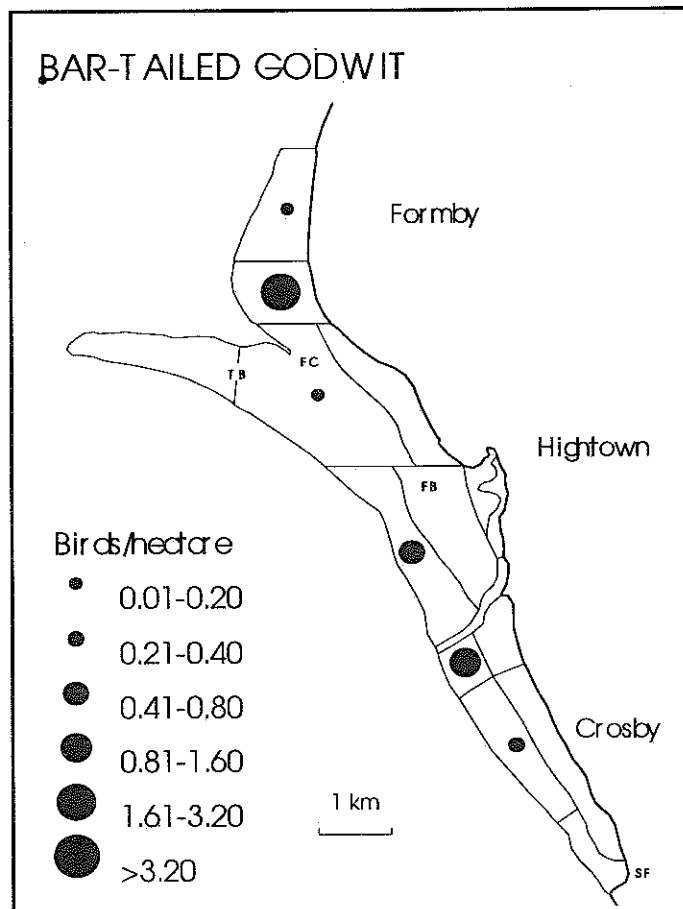 BAR-TAILED GODWIT
Formby
FC
TB
Hightown
FB
Birds/hectare
0.01-0.20
0.21-0.40
0.41-0.80
0.81-1.60
1.61-3.20
>3.20
Crosby
1 km
SF